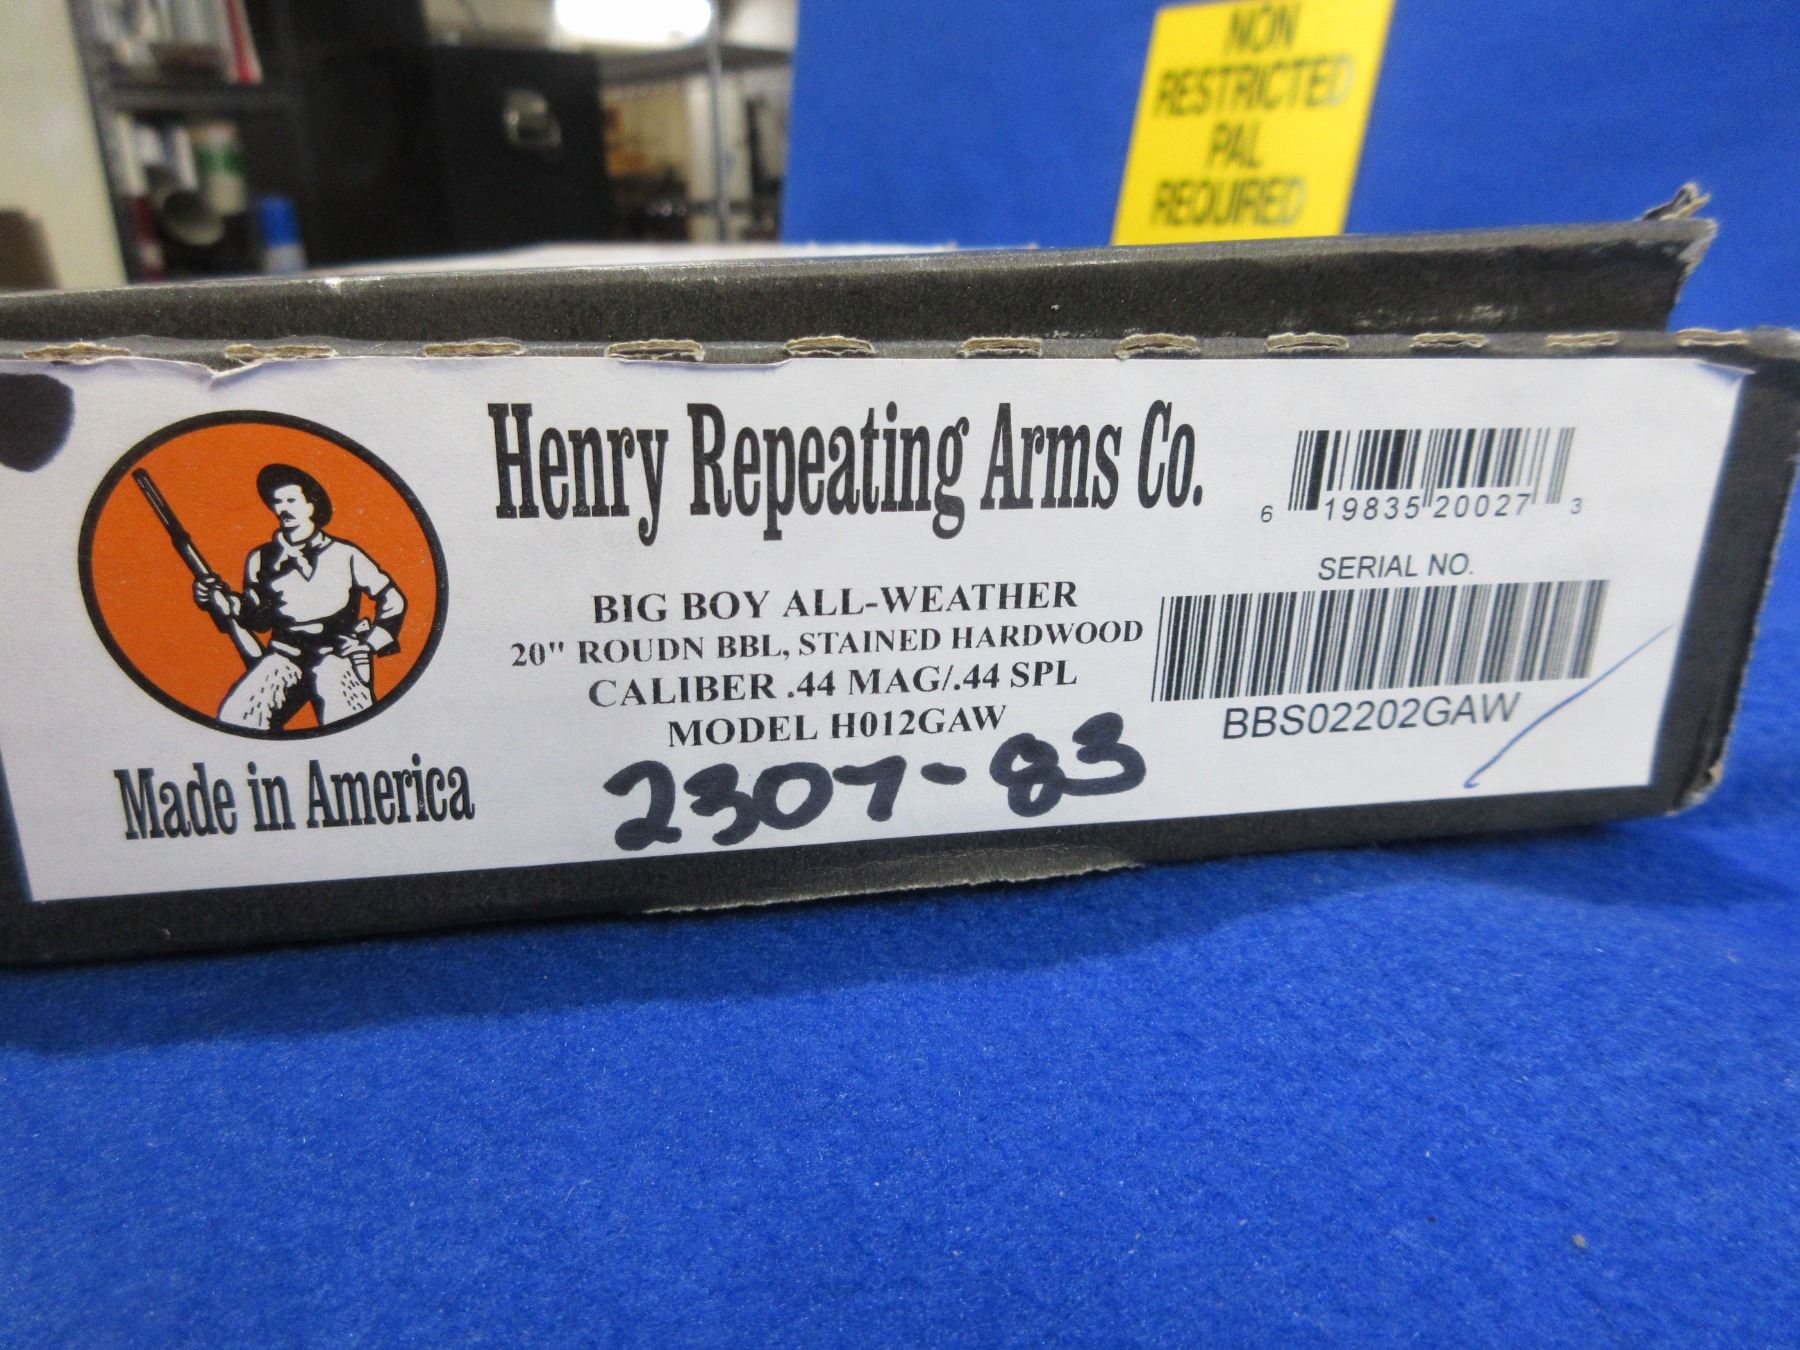 NON
RESTRICTED
PAL
REQUIRED
Henry Repeating Arms Co.
6 19835 20027 3
SERIAL NO.
BIG BOY ALL-WEATHER
20" ROUDN BBL, STAINED HARDWOOD
CALIBER .44 MAG/.44 SPL
MODEL H012GAW
BBS02202GAW
2307-83
Made in America